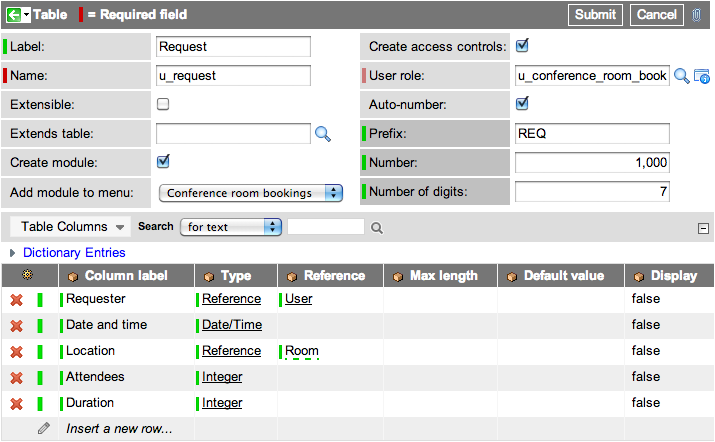 Table = Required field Submit Cancel
Label: Request Create access controls:
Name: u_request User role: u_conference_room_book
Extensible: Auto-number:
Extends table: Prefix: REQ
Create module: Number: 1,000
Add module to menu: Conference room bookings Number of digits: 7
Table Columns Search for text
Dictionary Entries
Column label Type Reference Max length Default value Display
Requester Reference User false
Date and time Date/Time false
Location Reference Room false
Attendees Integer false
Duration Integer false
Insert a new row...